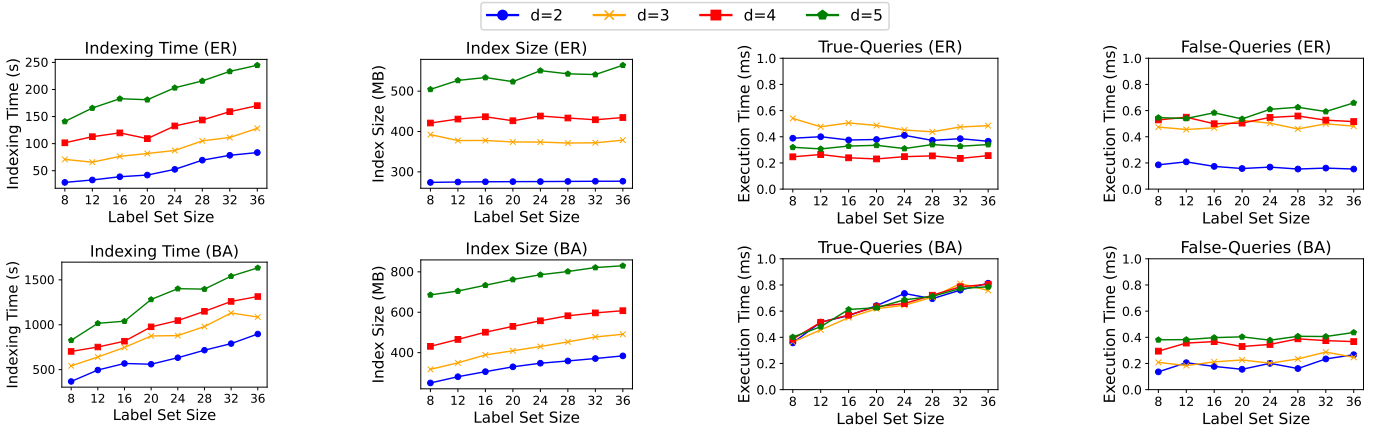 d=2 d=3 d=4 d=5
Indexing Time (ER)
Indexing Time (s)
250
200
150
100
50
8 12 16 20 24 28 32 36
Label Set Size
Index Size (ER)
Index Size (MB)
500
400
300
8 12 16 20 24 28 32 36
Label Set Size
True-Queries (ER)
Execution Time (ms)
1.0
0.8
0.6
0.4
0.2
0.0
8 12 16 20 24 28 32 36
Label Set Size
False-Queries (ER)
Execution Time (ms)
1.0
0.8
0.6
0.4
0.2
0.0
8 12 16 20 24 28 32 36
Label Set Size
Indexing Time (BA)
Indexing Time (s)
1500
1000
500
8 12 16 20 24 28 32 36
Label Set Size
Index Size (BA)
Index Size (MB)
800
600
400
8 12 16 20 24 28 32 36
Label Set Size
True-Queries (BA)
Execution Time (ms)
1.0
0.8
0.6
0.4
0.2
0.0
8 12 16 20 24 28 32 36
Label Set Size
False-Queries (BA)
Execution Time (ms)
1.0
0.8
0.6
0.4
0.2
0.0
8 12 16 20 24 28 32 36
Label Set Size